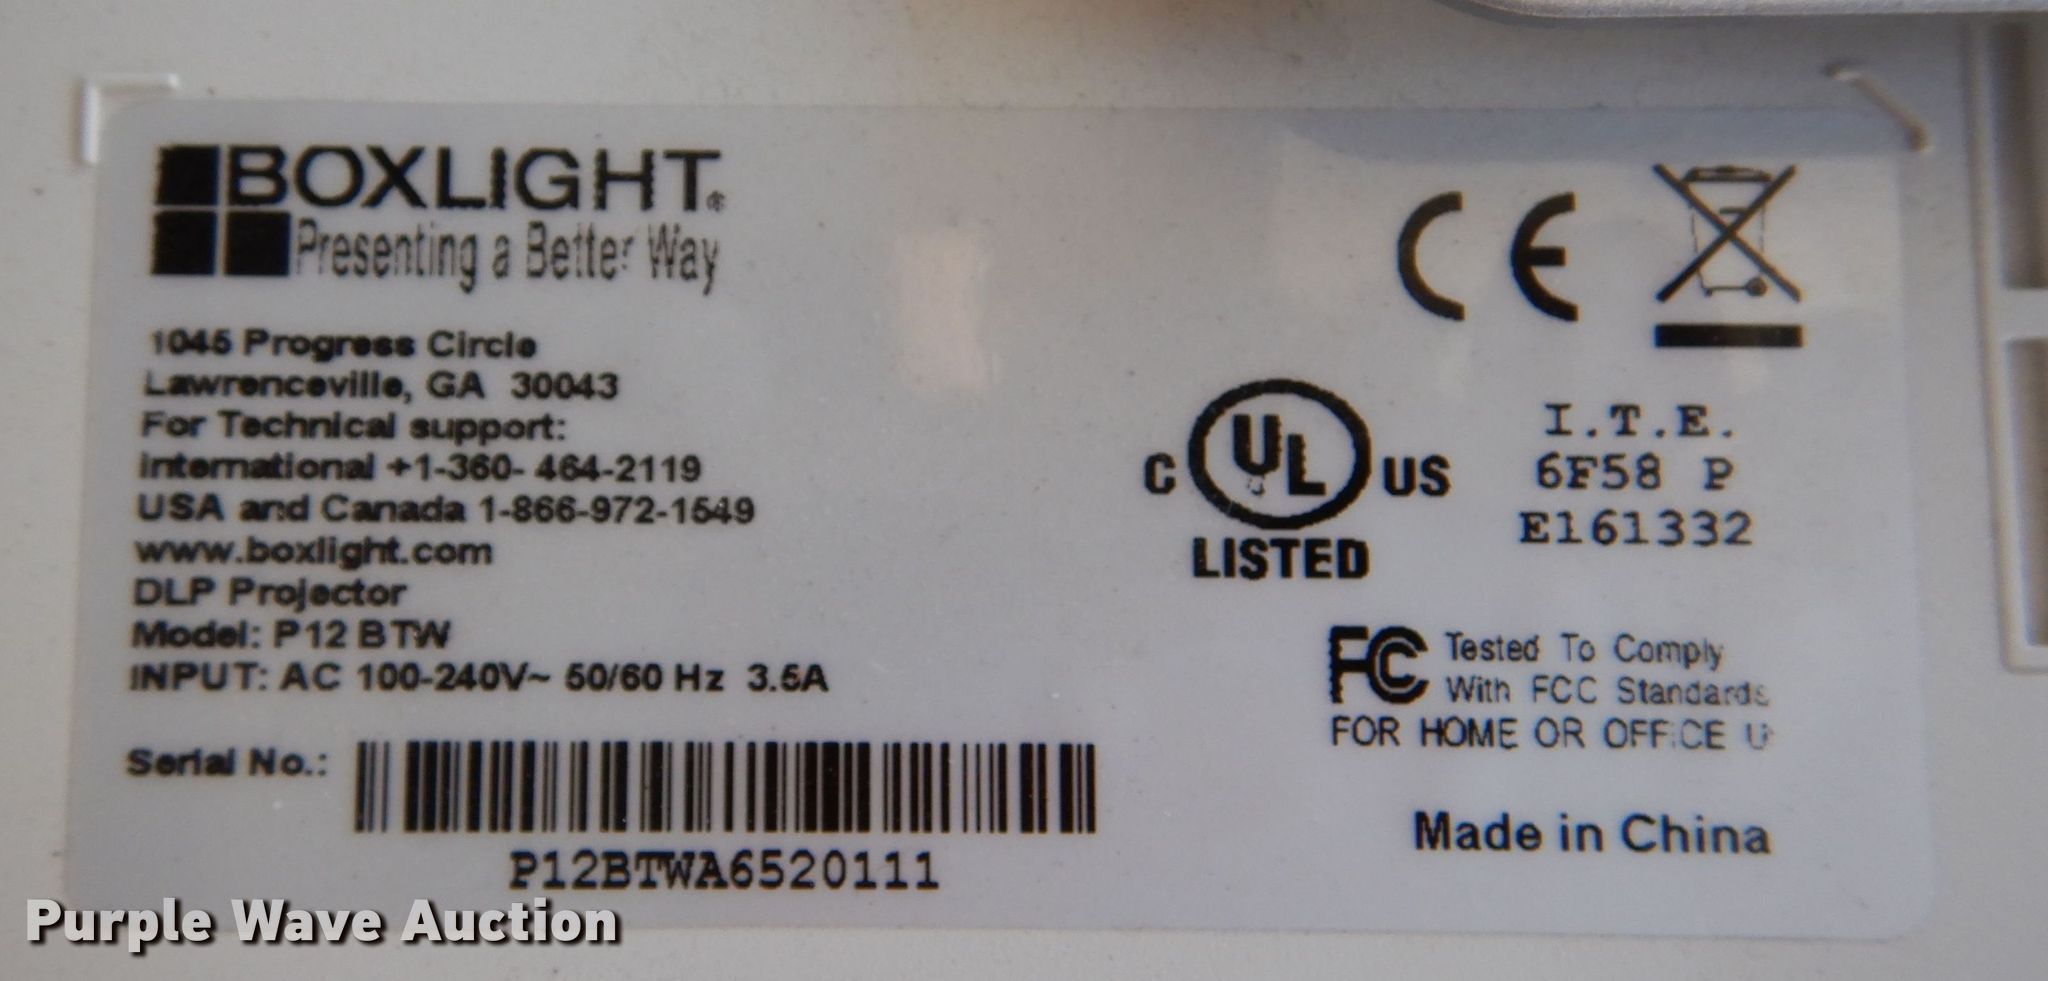 BOXLIGHT®
Presenting a Better Way
1045 Progress Circle
Lawrenceville, GA 30043
For Technical support:
International +1-360- 464-2119
USA and Canada 1-866-972-1549
www.boxlight.com
DLP Projector
Model: P12 BTW
INPUT: AC 100-240V~ 50/60 Hz 3.5A
Serial No.:
P12BTWA6520111
CE
C UL US
LISTED
I.T.E.
6F58 P
E161332
FC Tested To Comply
With FCC Standards
FOR HOME OR OFFICE U
Made in China
Purple Wave Auction